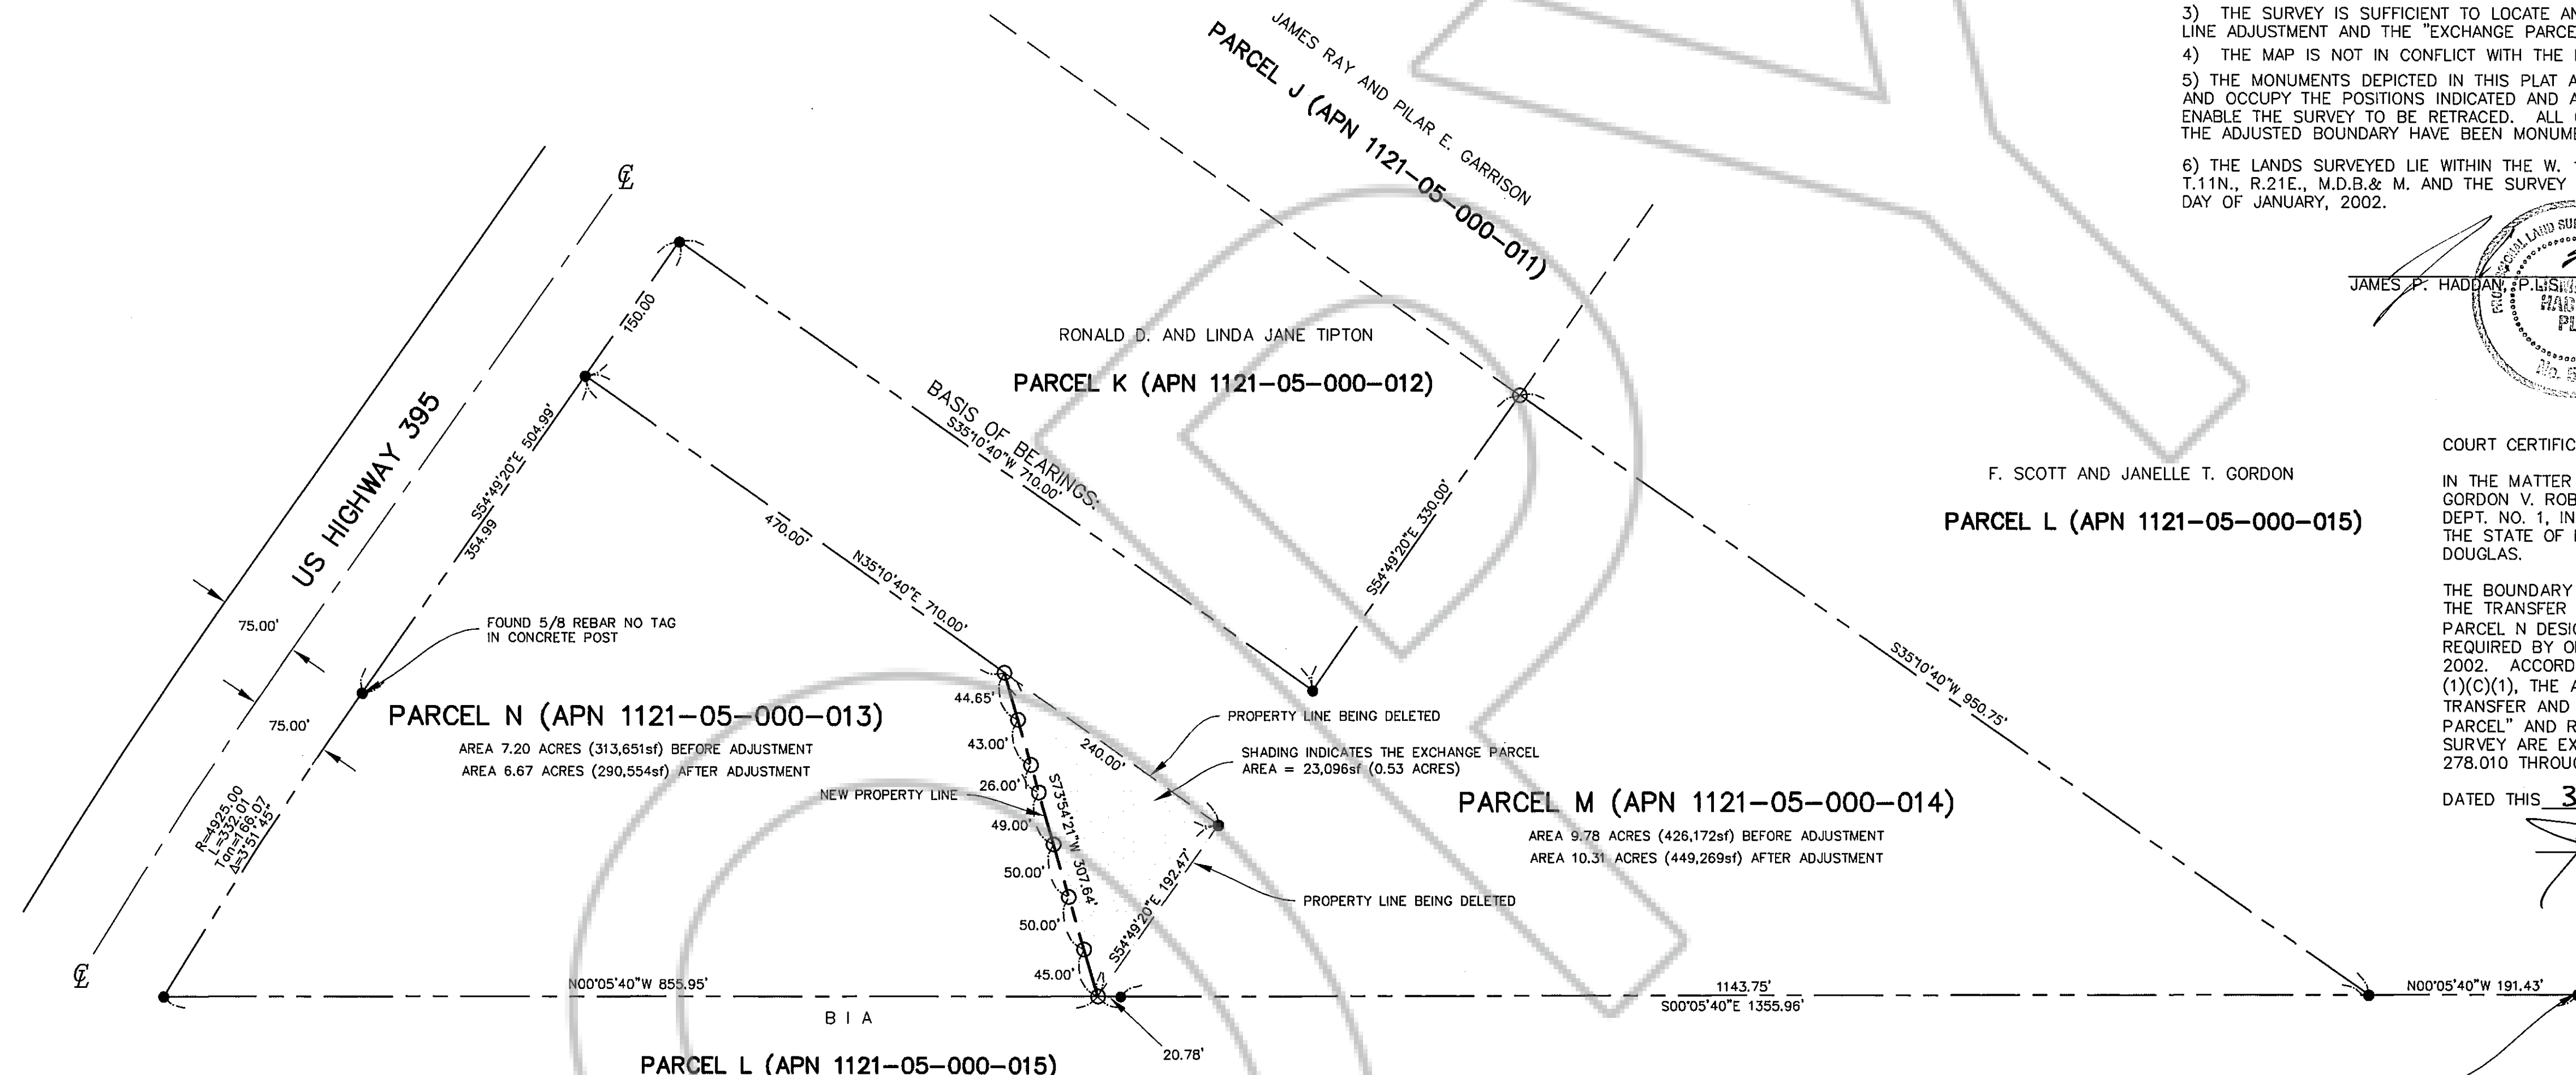 JAMES RAY AND PILAR E. GARRISON
PARCEL J (APN 1121-05-000-011)
℄
150.00
RONALD D. AND LINDA JANE TIPTON
PARCEL K (APN 1121-05-000-012)
BASIS OF BEARINGS:
S35°10'40"W 710.00'
US HIGHWAY 395
S54°49'20"E 504.99'
354.99
470.00'
N35°10'40"E 710.00'
S54°49'20"E 330.00'
F. SCOTT AND JANELLE T. GORDON
PARCEL L (APN 1121-05-000-015)
S35°10'40"W 950.75'
75.00'
75.00'
FOUND 5/8 REBAR NO TAG
IN CONCRETE POST
PARCEL N (APN 1121-05-000-013)
AREA 7.20 ACRES (313,651sf) BEFORE ADJUSTMENT
AREA 6.67 ACRES (290,554sf) AFTER ADJUSTMENT
R=4925.00
L=332.01
Tan=166.07
Δ=3°51'45"
44.65'
43.00'
26.00'
NEW PROPERTY LINE
49.00'
50.00'
50.00'
45.00'
S73°54'21"W 307.64'
240.00'
PROPERTY LINE BEING DELETED
SHADING INDICATES THE EXCHANGE PARCEL
AREA = 23,096sf (0.53 ACRES)
S54°49'20"E 192.47'
PROPERTY LINE BEING DELETED
PARCEL M (APN 1121-05-000-014)
AREA 9.78 ACRES (426,172sf) BEFORE ADJUSTMENT
AREA 10.31 ACRES (449,269sf) AFTER ADJUSTMENT
℄
N00°05'40"W 855.95'
B I A
PARCEL L (APN 1121-05-000-015)
20.78'
1143.75'
S00°05'40"E 1355.96'
N00°05'40"W 191.43'
3) THE SURVEY IS SUFFICIENT TO LOCATE AN
LINE ADJUSTMENT AND THE "EXCHANGE PARCE
4) THE MAP IS NOT IN CONFLICT WITH THE
5) THE MONUMENTS DEPICTED IN THIS PLAT A
AND OCCUPY THE POSITIONS INDICATED AND A
ENABLE THE SURVEY TO BE RETRACED. ALL
THE ADJUSTED BOUNDARY HAVE BEEN MONUM
6) THE LANDS SURVEYED LIE WITHIN THE W.
T.11N., R.21E., M.D.B.& M. AND THE SURVEY
DAY OF JANUARY, 2002.
JAMES P. HADDAN, P.L.S.
COURT CERTIFIC
IN THE MATTER
GORDON V. ROB
DEPT. NO. 1, IN
THE STATE OF
DOUGLAS.
THE BOUNDARY
THE TRANSFER
PARCEL N DESI
REQUIRED BY O
2002. ACCORD
(1)(C)(1), THE A
TRANSFER AND
PARCEL" AND R
SURVEY ARE EX
278.010 THROU
DATED THIS 3